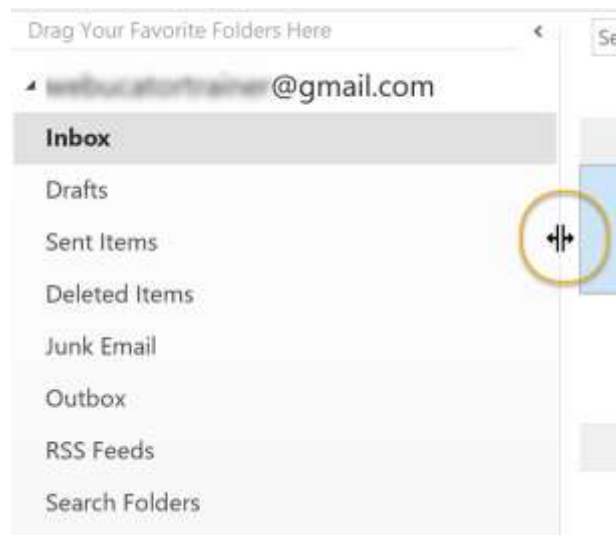 Drag Your Favorite Folders Here
Se
@gmail.com
Inbox
Drafts
Sent Items
Deleted Items
Junk Email
Outbox
RSS Feeds
Search Folders